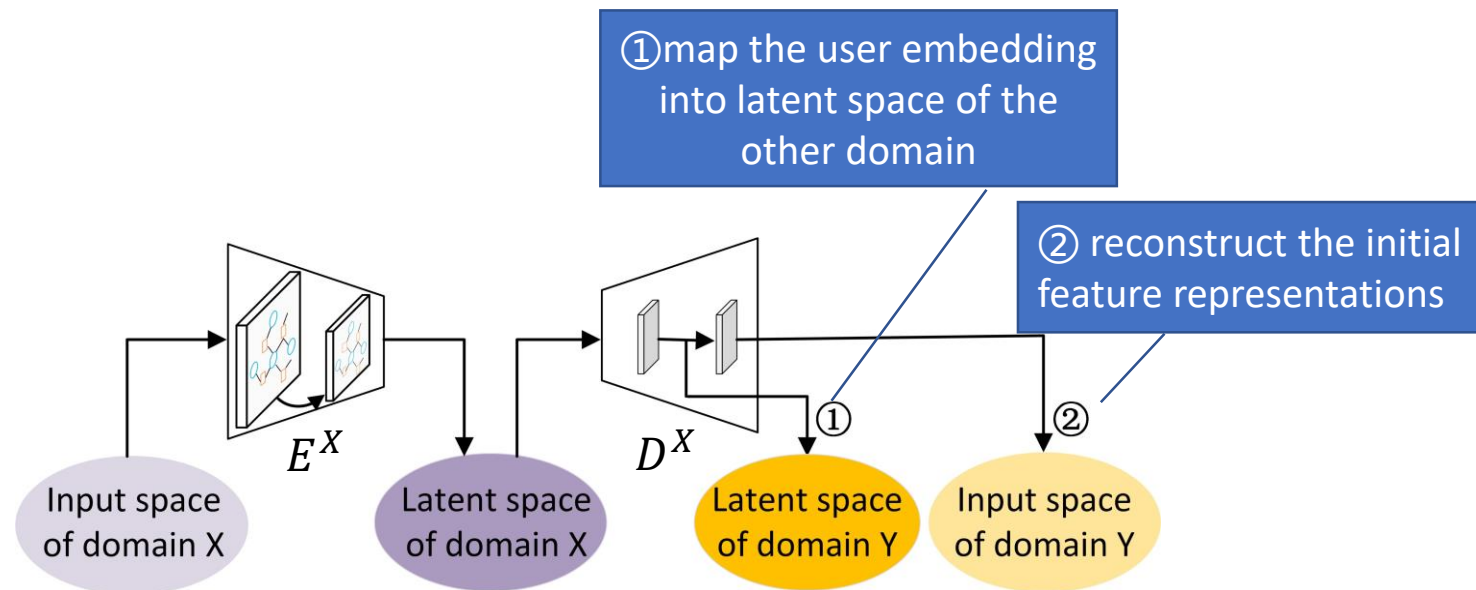 ①map the user embedding
into latent space of the
other domain
② reconstruct the initial
feature representations
①
②
E^X
D^X
Input space
of domain X
Latent space
of domain X
Latent space
of domain Y
Input space
of domain Y